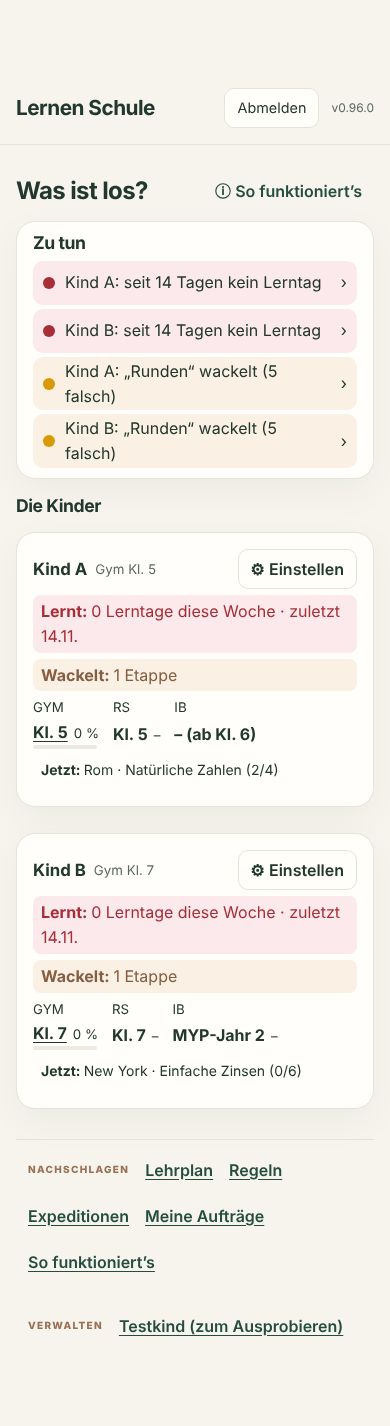 Lernen Schule
Abmelden
v0.96.0
Was ist los?
ⓘ So funktioniert’s
Zu tun
Kind A: seit 14 Tagen kein Lerntag ›
Kind B: seit 14 Tagen kein Lerntag ›
Kind A: „Runden“ wackelt (5
falsch) ›
Kind B: „Runden“ wackelt (5
falsch) ›
Die Kinder
Kind A Gym Kl. 5
⚙ Einstellen
Lernt: 0 Lerntage diese Woche · zuletzt
14.11.
Wackelt: 1 Etappe
GYM RS IB
Kl. 5 0 % Kl. 5 – – (ab Kl. 6)
Jetzt: Rom · Natürliche Zahlen (2/4)
Kind B Gym Kl. 7
⚙ Einstellen
Lernt: 0 Lerntage diese Woche · zuletzt
14.11.
Wackelt: 1 Etappe
GYM RS IB
Kl. 7 0 % Kl. 7 – MYP-Jahr 2 –
Jetzt: New York · Einfache Zinsen (0/6)
NACHSCHLAGEN Lehrplan Regeln
Expeditionen Meine Aufträge
So funktioniert’s
VERWALTEN Testkind (zum Ausprobieren)